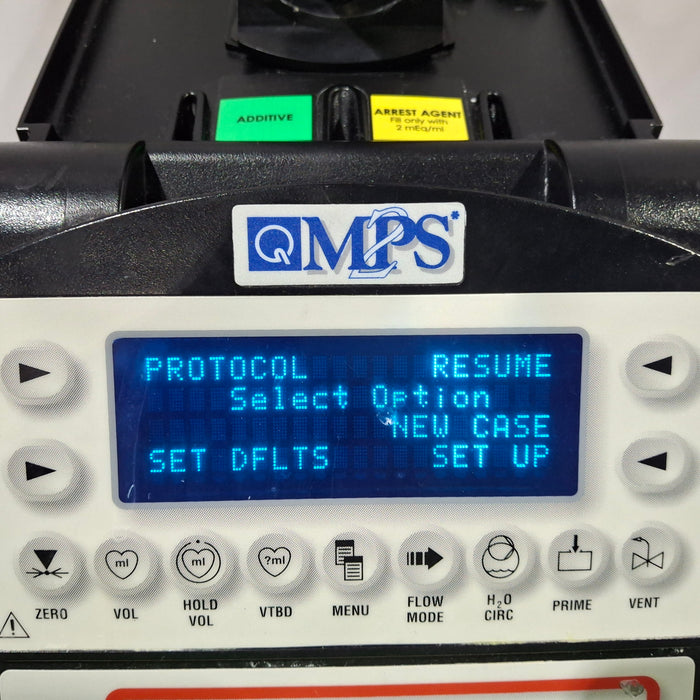 ADDITIVE
ARREST AGENT
Fill only with
2 mEq/ml
QMPS2*
PROTOCOL RESUME
Select Option
NEW CASE
SET DFLTS SET UP
ml
ml
?ml
ZERO
VOL
HOLD
VOL
VTBD
MENU
FLOW
MODE
H₂O
CIRC
PRIME
VENT